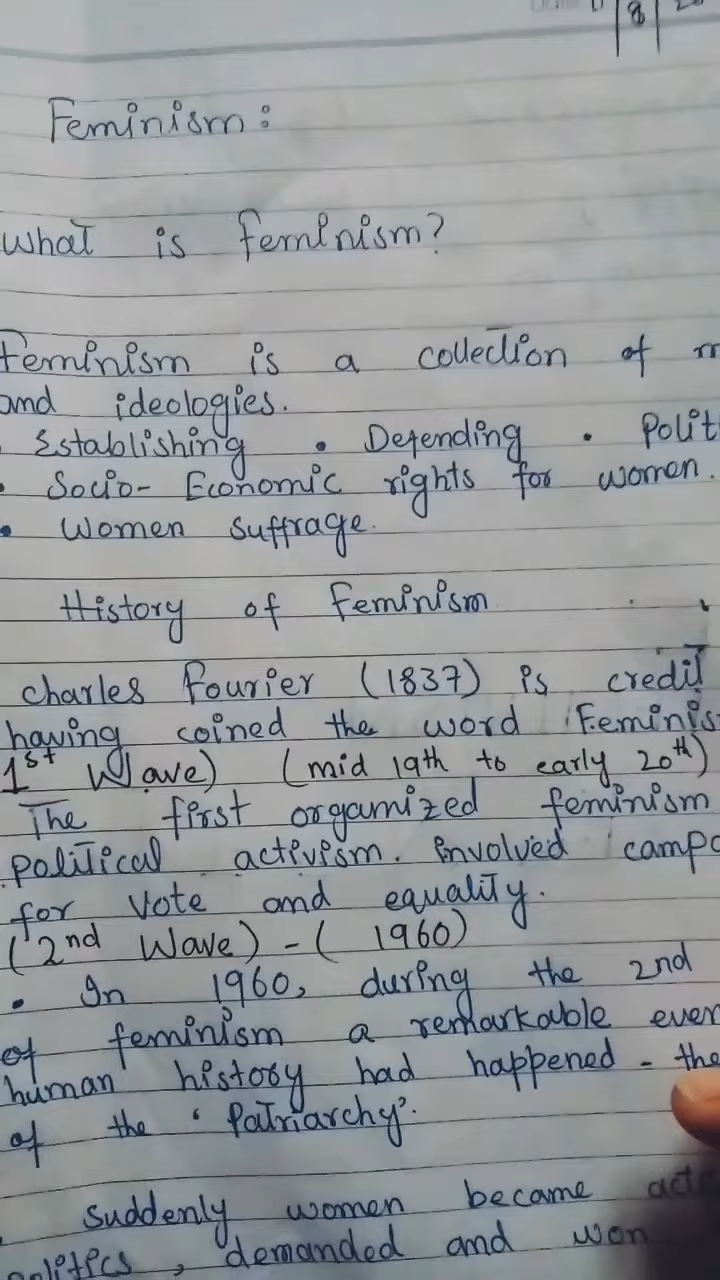 8
Feminism:
What is feminism?
Feminism is a collection of m
and ideologies.
• Establishing • Defending • Polit
• Socio- Economic rights for women.
• Women suffrage.
History of Feminism
Charles Fourier (1837) is credit
having coined the word 'Feminis
1st Wave) (mid 19th to early 20th)
The first organized feminism
political activism. involved campa
for vote and equality.
(2nd Wave) - ( 1960)
• In 1960, during the 2nd
of feminism a remarkable even
human history had happened - the
of the 'Patriarchy'.
Suddenly women became act
politics, demanded and won